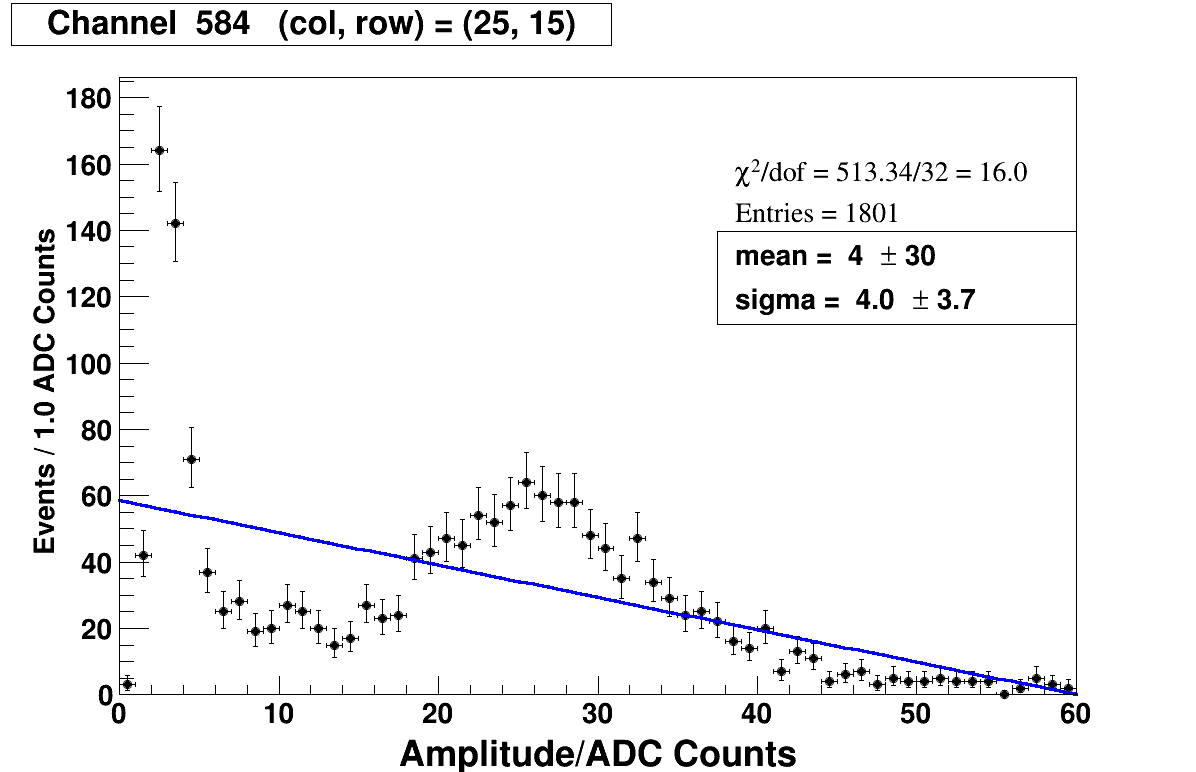 Channel 584 (col, row) = (25, 15)
180
160
140
120
100
80
60
40
20
0
Events / 1.0 ADC Counts
χ²/dof = 513.34/32 = 16.0
Entries = 1801
mean = 4 ± 30
sigma = 4.0 ± 3.7
0 10 20 30 40 50 60
Amplitude/ADC Counts